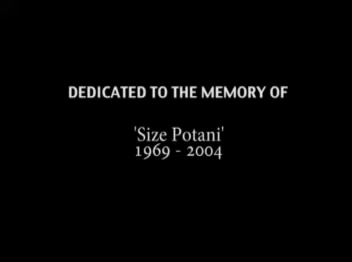 DEDICATED TO THE MEMORY OF
'Size Potani'
1969 - 2004